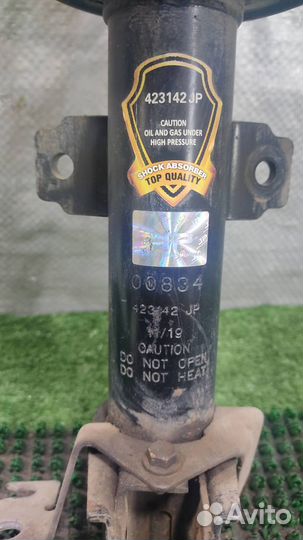 423142 JP
CAUTION
OIL AND GAS UNDER
HIGH PRESSURE
SHOCK ABSORBER
TOP QUALITY
00834
423142 JP
/19
CAUTION
DO NOT OPEN
DO NOT HEAT
Avito